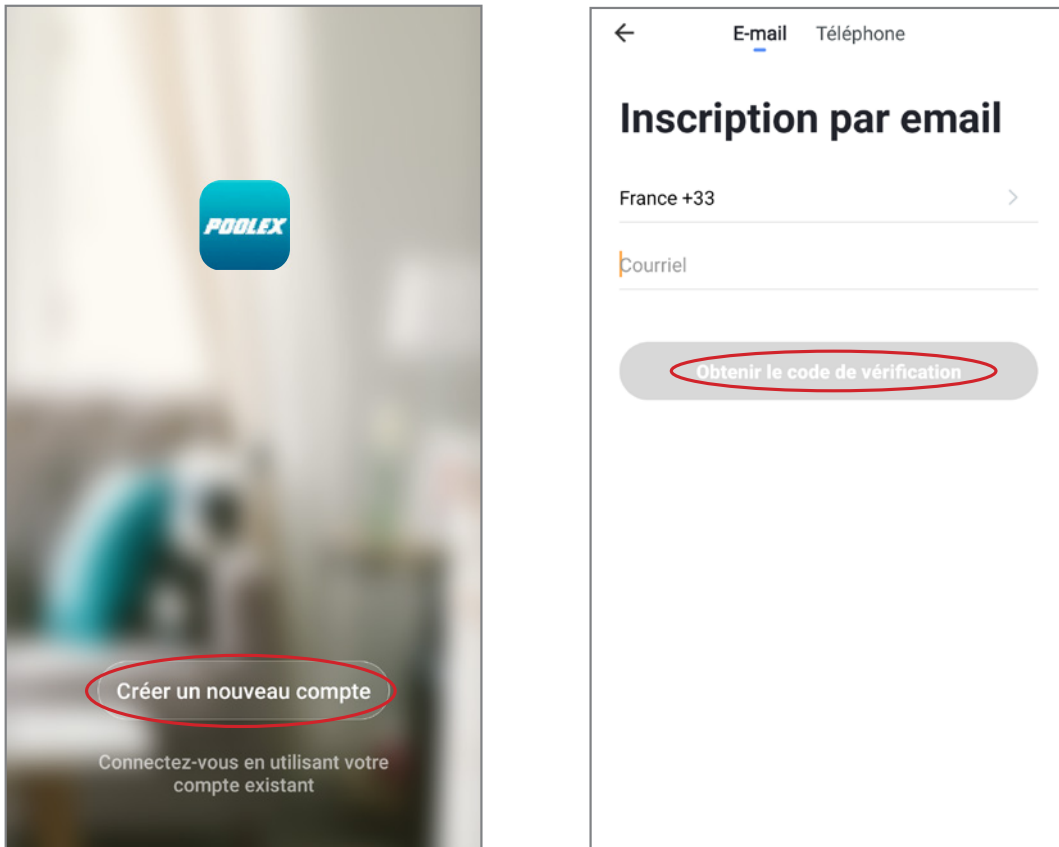 POOLEX
Créer un nouveau compte
Connectez-vous en utilisant votre
compte existant
E-mail Téléphone
Inscription par email
France +33
Courriel
Obtenir le code de vérification